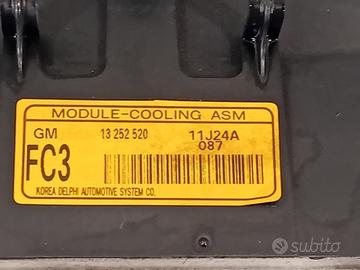 MODULE-COOLING ASM
GM 13 252 520 11J24A
087
FC3
KOREA DELPHI AUTOMOTIVE SYSTEM CO.
subito